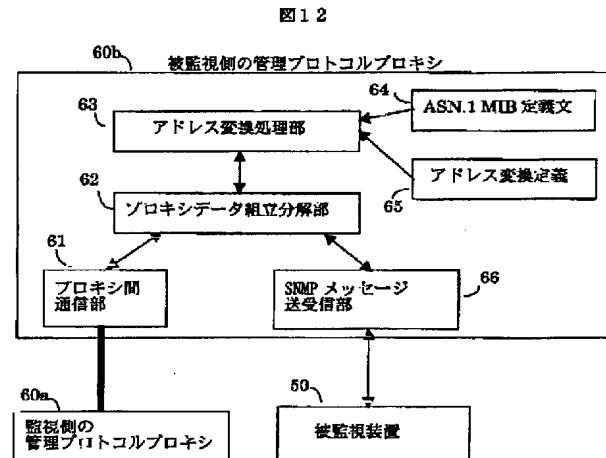 図12
60b
被監視側の管理プロトコルプロキシ
64
ASN.1 MIB 定義文
63
アドレス変換処理部
アドレス変換定義
65
62
プロキシデータ組立分解部
61
プロキシ間
通信部
SNMP メッセージ
送受信部
66
60a
監視側の
管理プロトコルプロキシ
50
被監視装置